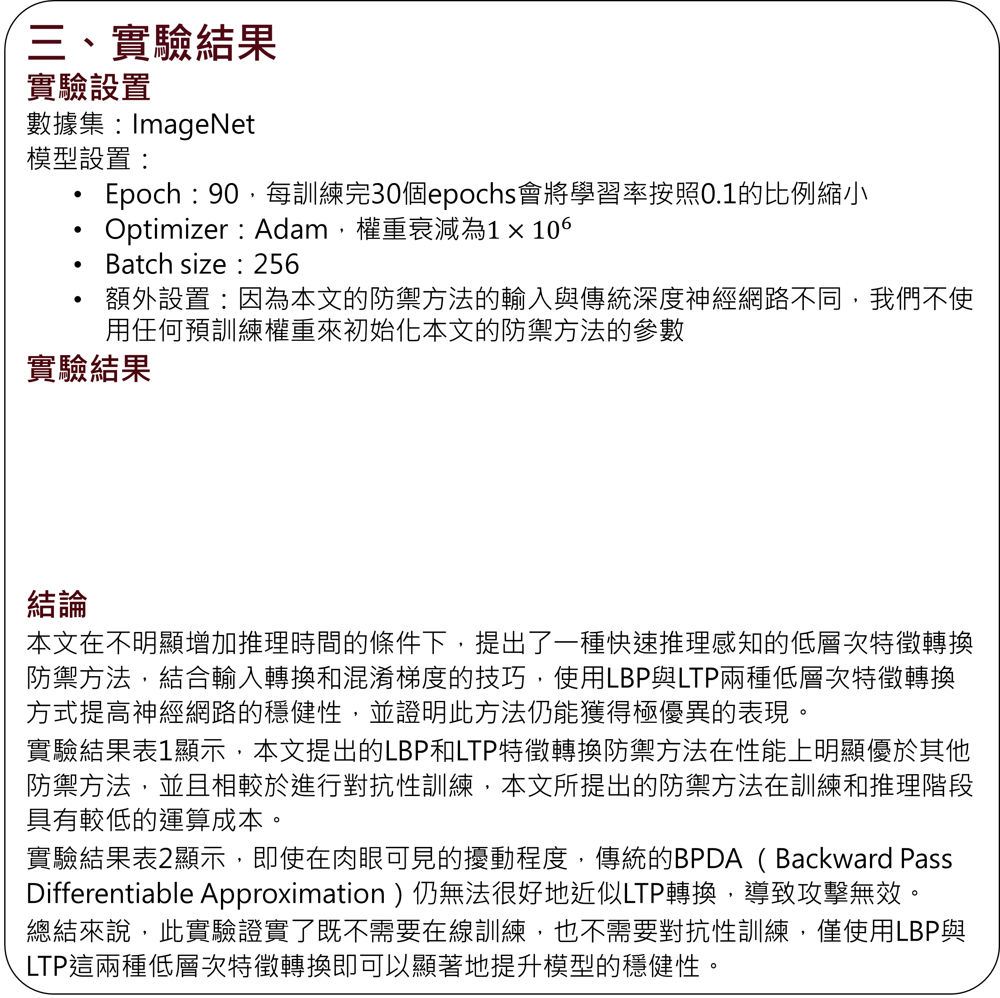 三、實驗結果
實驗設置
數據集：ImageNet
模型設置：
• Epoch：90，每訓練完30個epochs會將學習率按照0.1的比例縮小
• Optimizer：Adam，權重衰減為1 × 10⁶
• Batch size：256
• 額外設置：因為本文的防禦方法的輸入與傳統深度神經網路不同，我們不使
用任何預訓練權重來初始化本文的防禦方法的參數
實驗結果
結論
本文在不明顯增加推理時間的條件下，提出了一種快速推理感知的低層次特徵轉換
防禦方法，結合輸入轉換和混淆梯度的技巧，使用LBP與LTP兩種低層次特徵轉換
方式提高神經網路的穩健性，並證明此方法仍能獲得極優異的表現。
實驗結果表1顯示，本文提出的LBP和LTP特徵轉換防禦方法在性能上明顯優於其他
防禦方法，並且相較於進行對抗性訓練，本文所提出的防禦方法在訓練和推理階段
具有較低的運算成本。
實驗結果表2顯示，即使在肉眼可見的擾動程度，傳統的BPDA（Backward Pass
Differentiable Approximation）仍無法很好地近似LTP轉換，導致攻擊無效。
總結來說，此實驗證實了既不需要在線訓練，也不需要對抗性訓練，僅使用LBP與
LTP這兩種低層次特徵轉換即可以顯著地提升模型的穩健性。